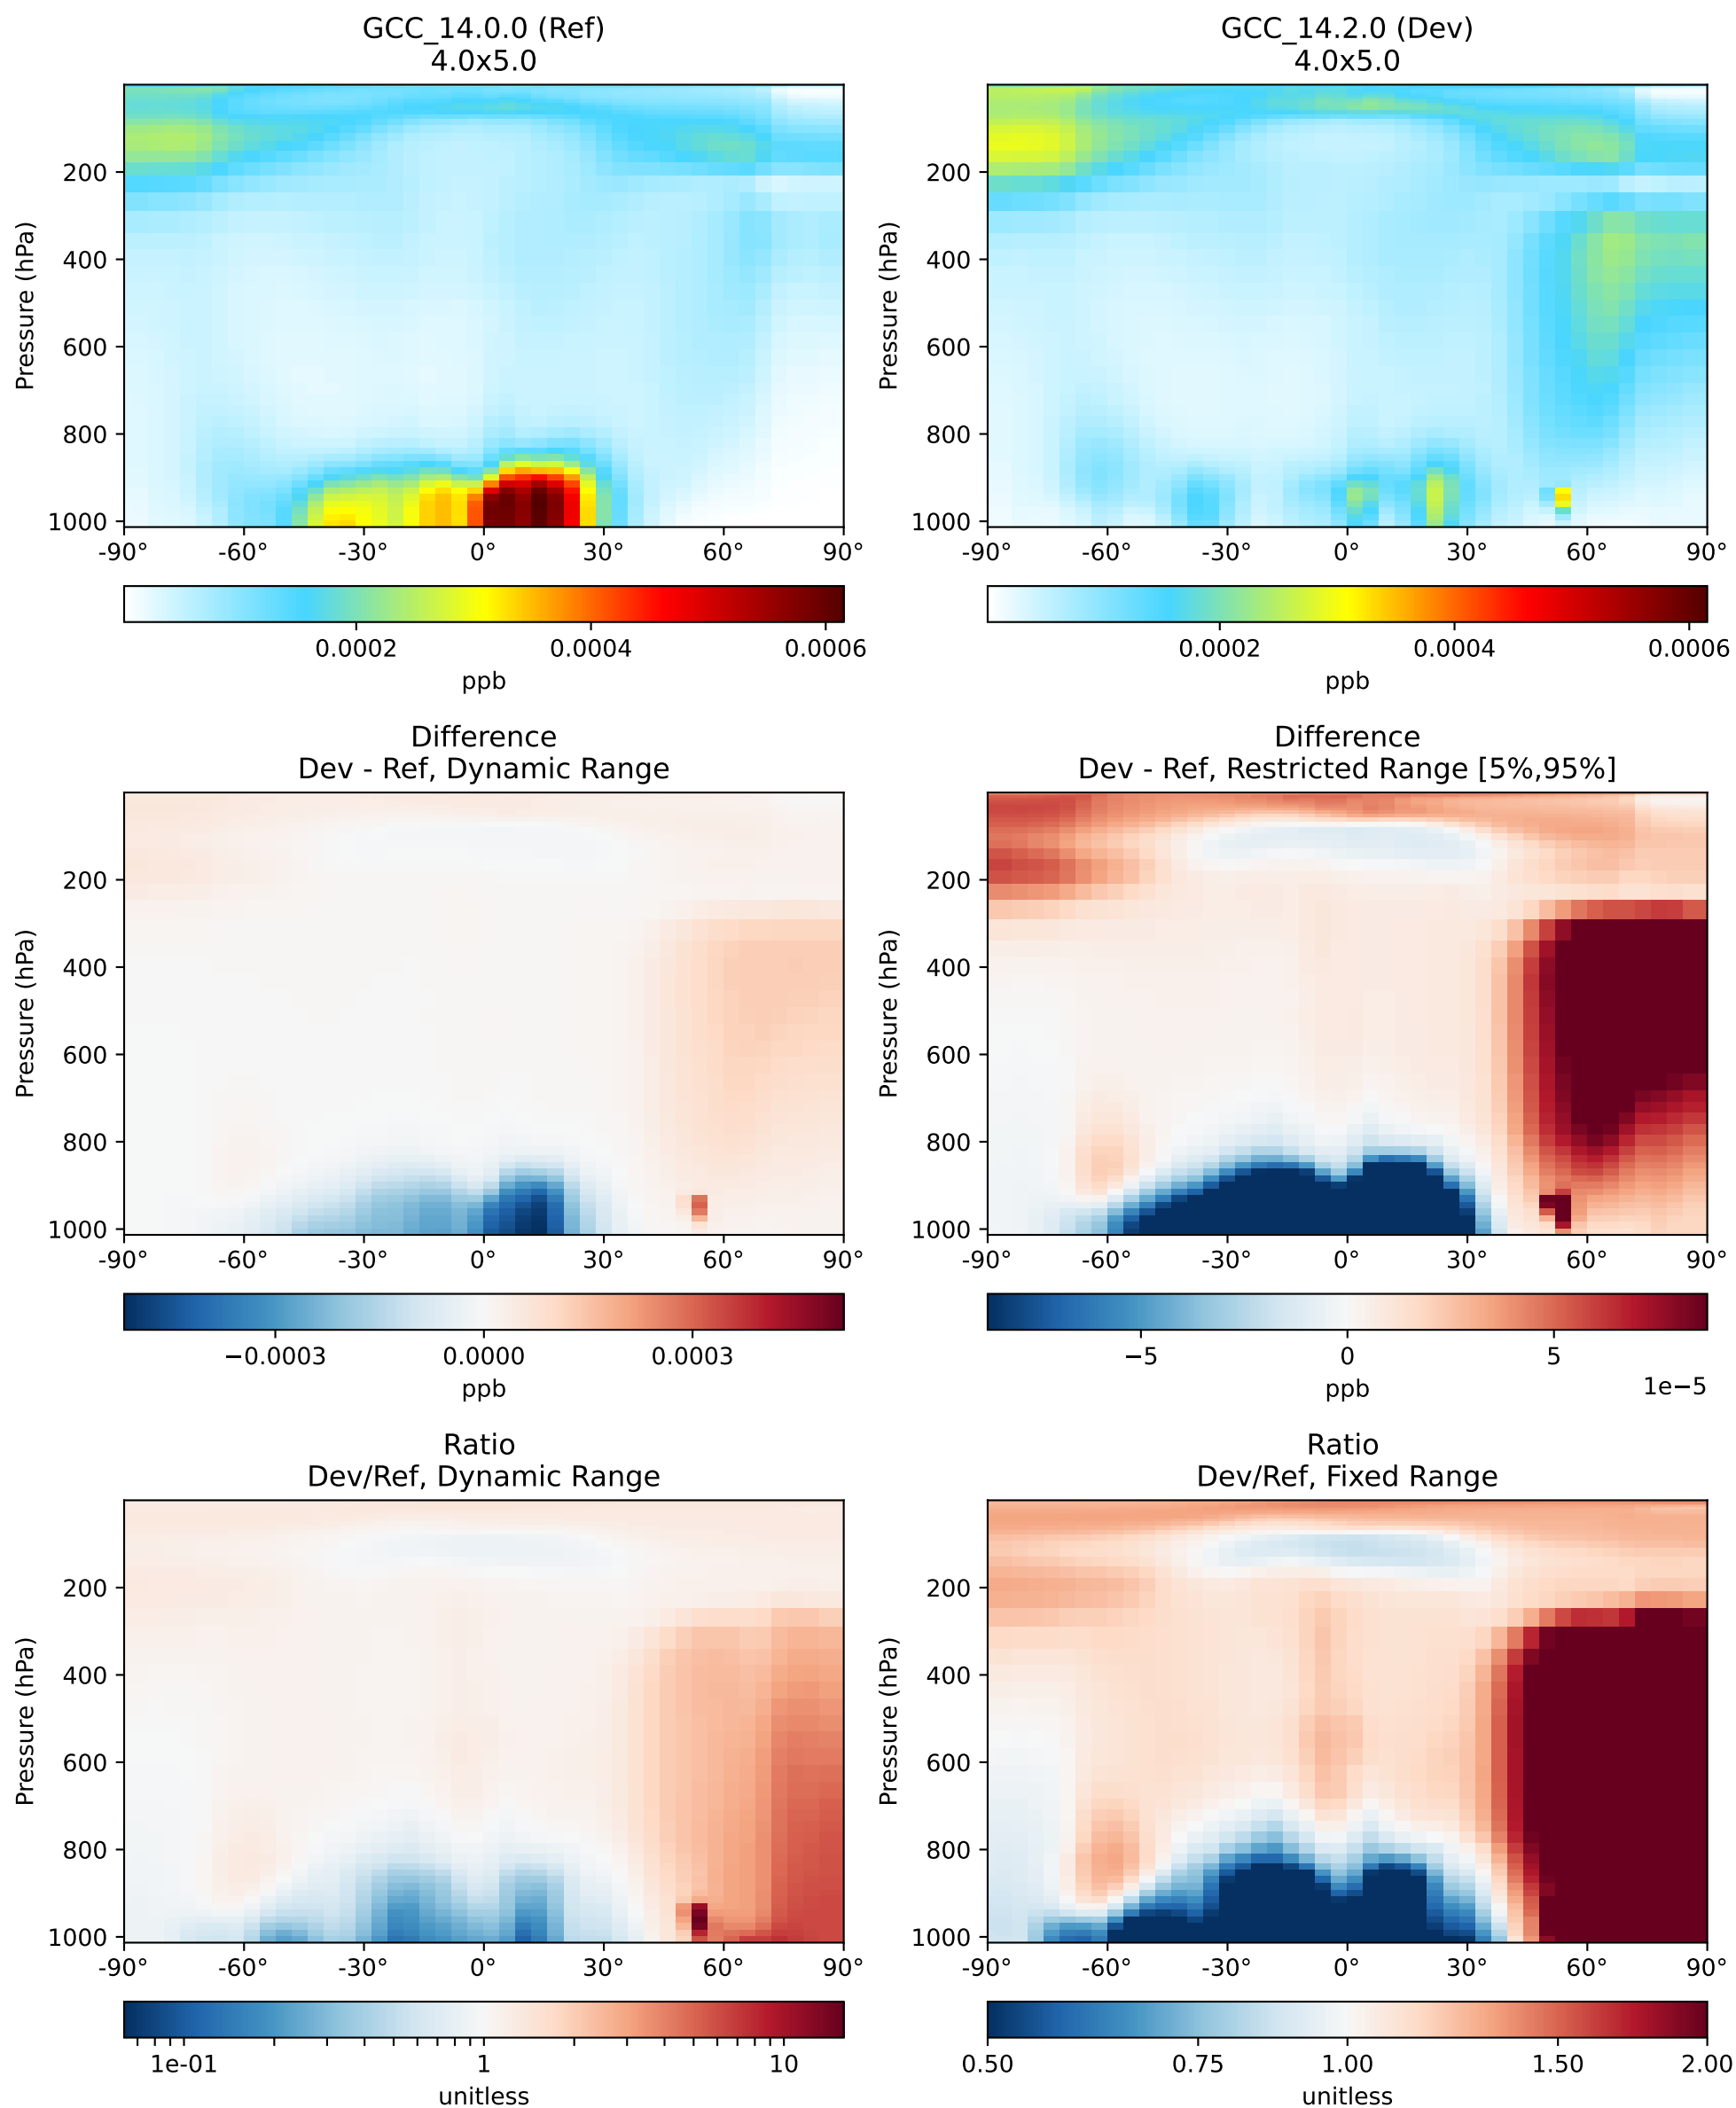 GCC_14.0.0 (Ref)
4.0x5.0
Pressure (hPa)
200
400
600
800
1000
-90° -60° -30° 0° 30° 60° 90°
0.0002 0.0004 0.0006
ppb
GCC_14.2.0 (Dev)
4.0x5.0
Pressure (hPa)
200
400
600
800
1000
-90° -60° -30° 0° 30° 60° 90°
0.0002 0.0004 0.0006
ppb
Difference
Dev - Ref, Dynamic Range
Pressure (hPa)
200
400
600
800
1000
-90° -60° -30° 0° 30° 60° 90°
−0.0003 0.0000 0.0003
ppb
Difference
Dev - Ref, Restricted Range [5%,95%]
Pressure (hPa)
200
400
600
800
1000
-90° -60° -30° 0° 30° 60° 90°
−5 0 5
ppb
1e−5
Ratio
Dev/Ref, Dynamic Range
Pressure (hPa)
200
400
600
800
1000
-90° -60° -30° 0° 30° 60° 90°
1e-01 1 10
unitless
Ratio
Dev/Ref, Fixed Range
Pressure (hPa)
200
400
600
800
1000
-90° -60° -30° 0° 30° 60° 90°
0.50 0.75 1.00 1.50 2.00
unitless